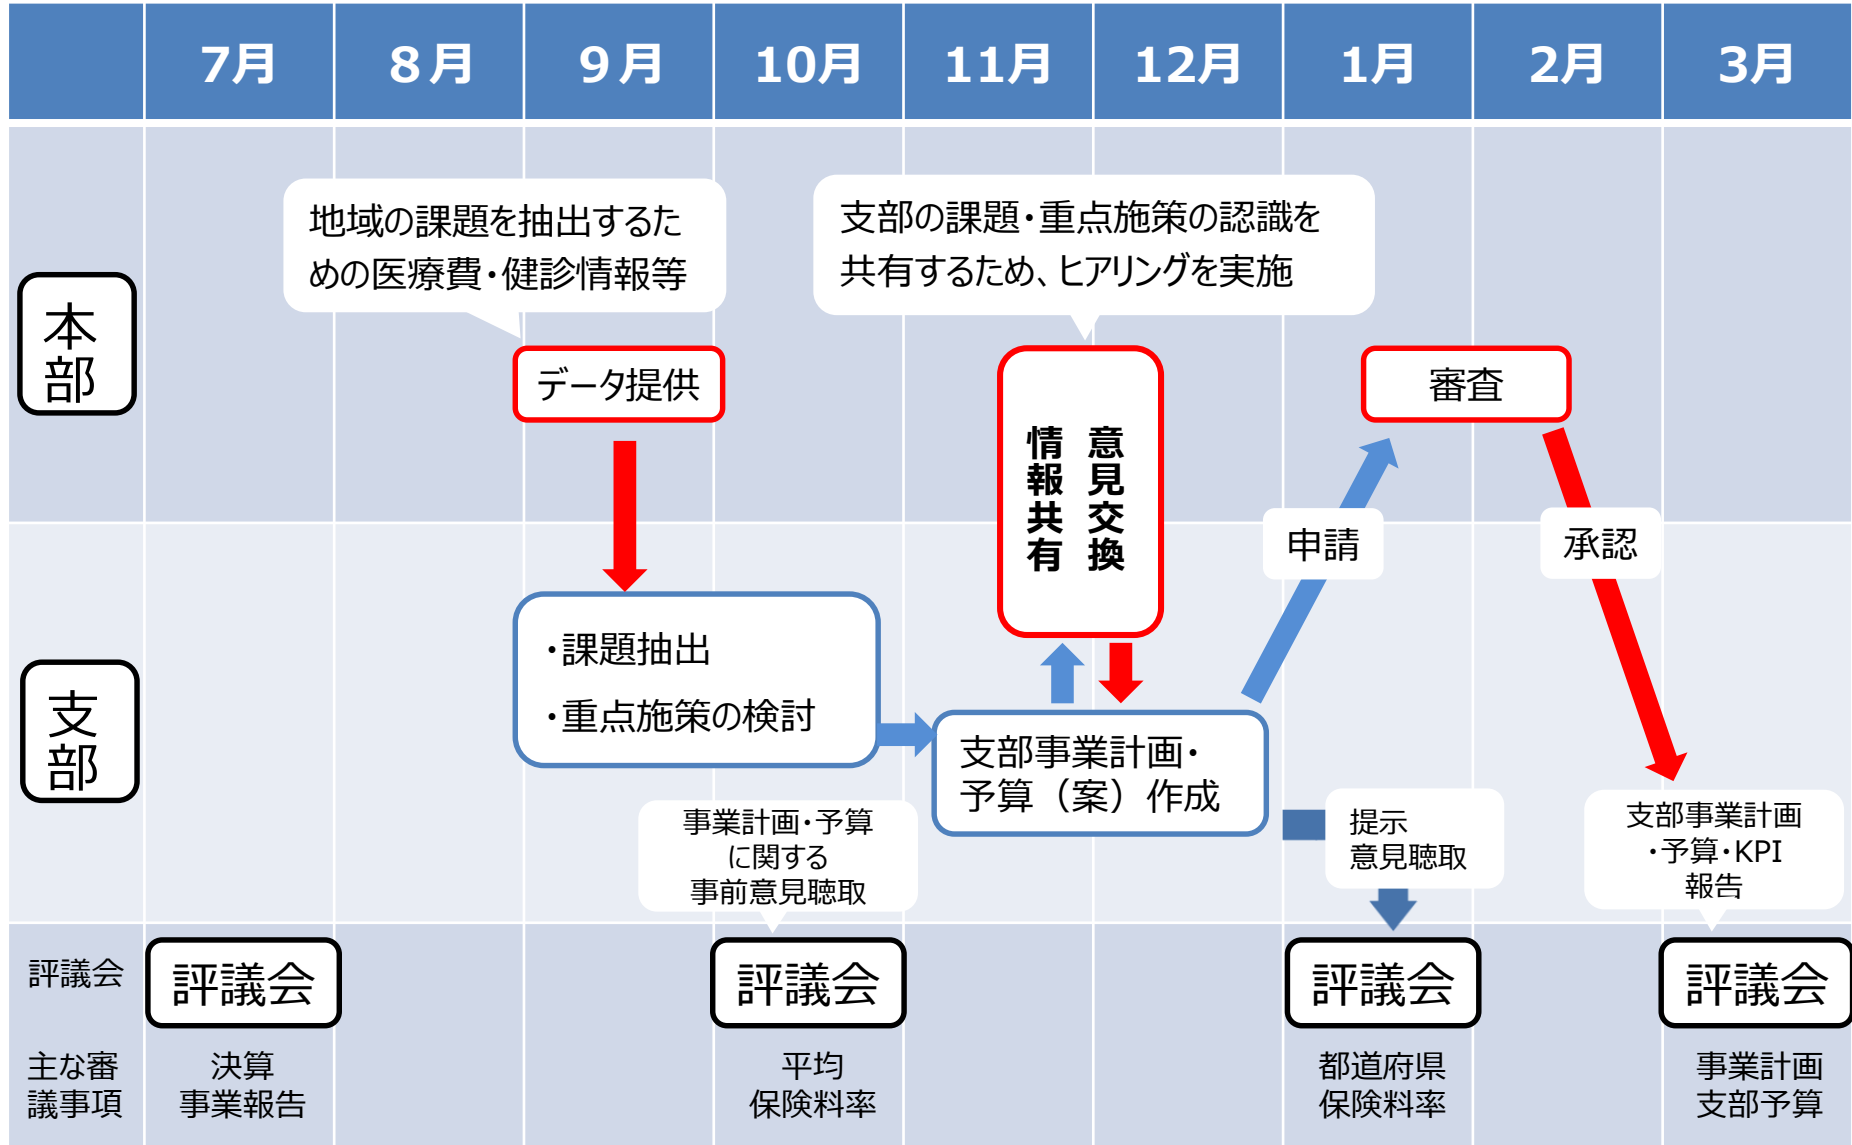 7月
8月
9月
10月
11月
12月
1月
2月
3月
本部
地域の課題を抽出するた
めの医療費・健診情報等
支部の課題・重点施策の認識を
共有するため、ヒアリングを実施
データ提供
意見交換
情報共有
審査
申請
承認
支部
・課題抽出
・重点施策の検討
支部事業計画・
予算（案）作成
事業計画・予算
に関する
事前意見聴取
提示
意見聴取
支部事業計画
・予算・KPI
報告
評議会
評議会
評議会
評議会
評議会
主な審
議事項
決算
事業報告
平均
保険料率
都道府県
保険料率
事業計画
支部予算